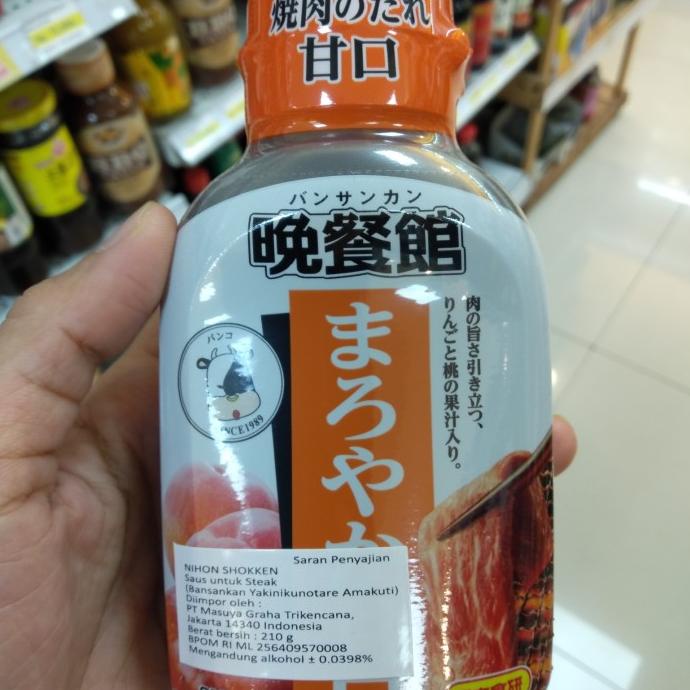 焼肉のたれ
甘口
バンサンカン
晩餐館
肉の旨さ引き立つ、
りんごと桃の果汁入り。
まろやか
バンコ
SINCE1989
Saran Penyajian
NIHON SHOKKEN
Saus untuk Steak
(Bansankan Yakinikunotare Amakuti)
Diimpor oleh :
PT Masuya Graha Trikencana,
Jakarta 14340 Indonesia
Berat bersih : 210 g
BPOM RI ML 256409570008
Mengandung alkohol ± 0.0398%